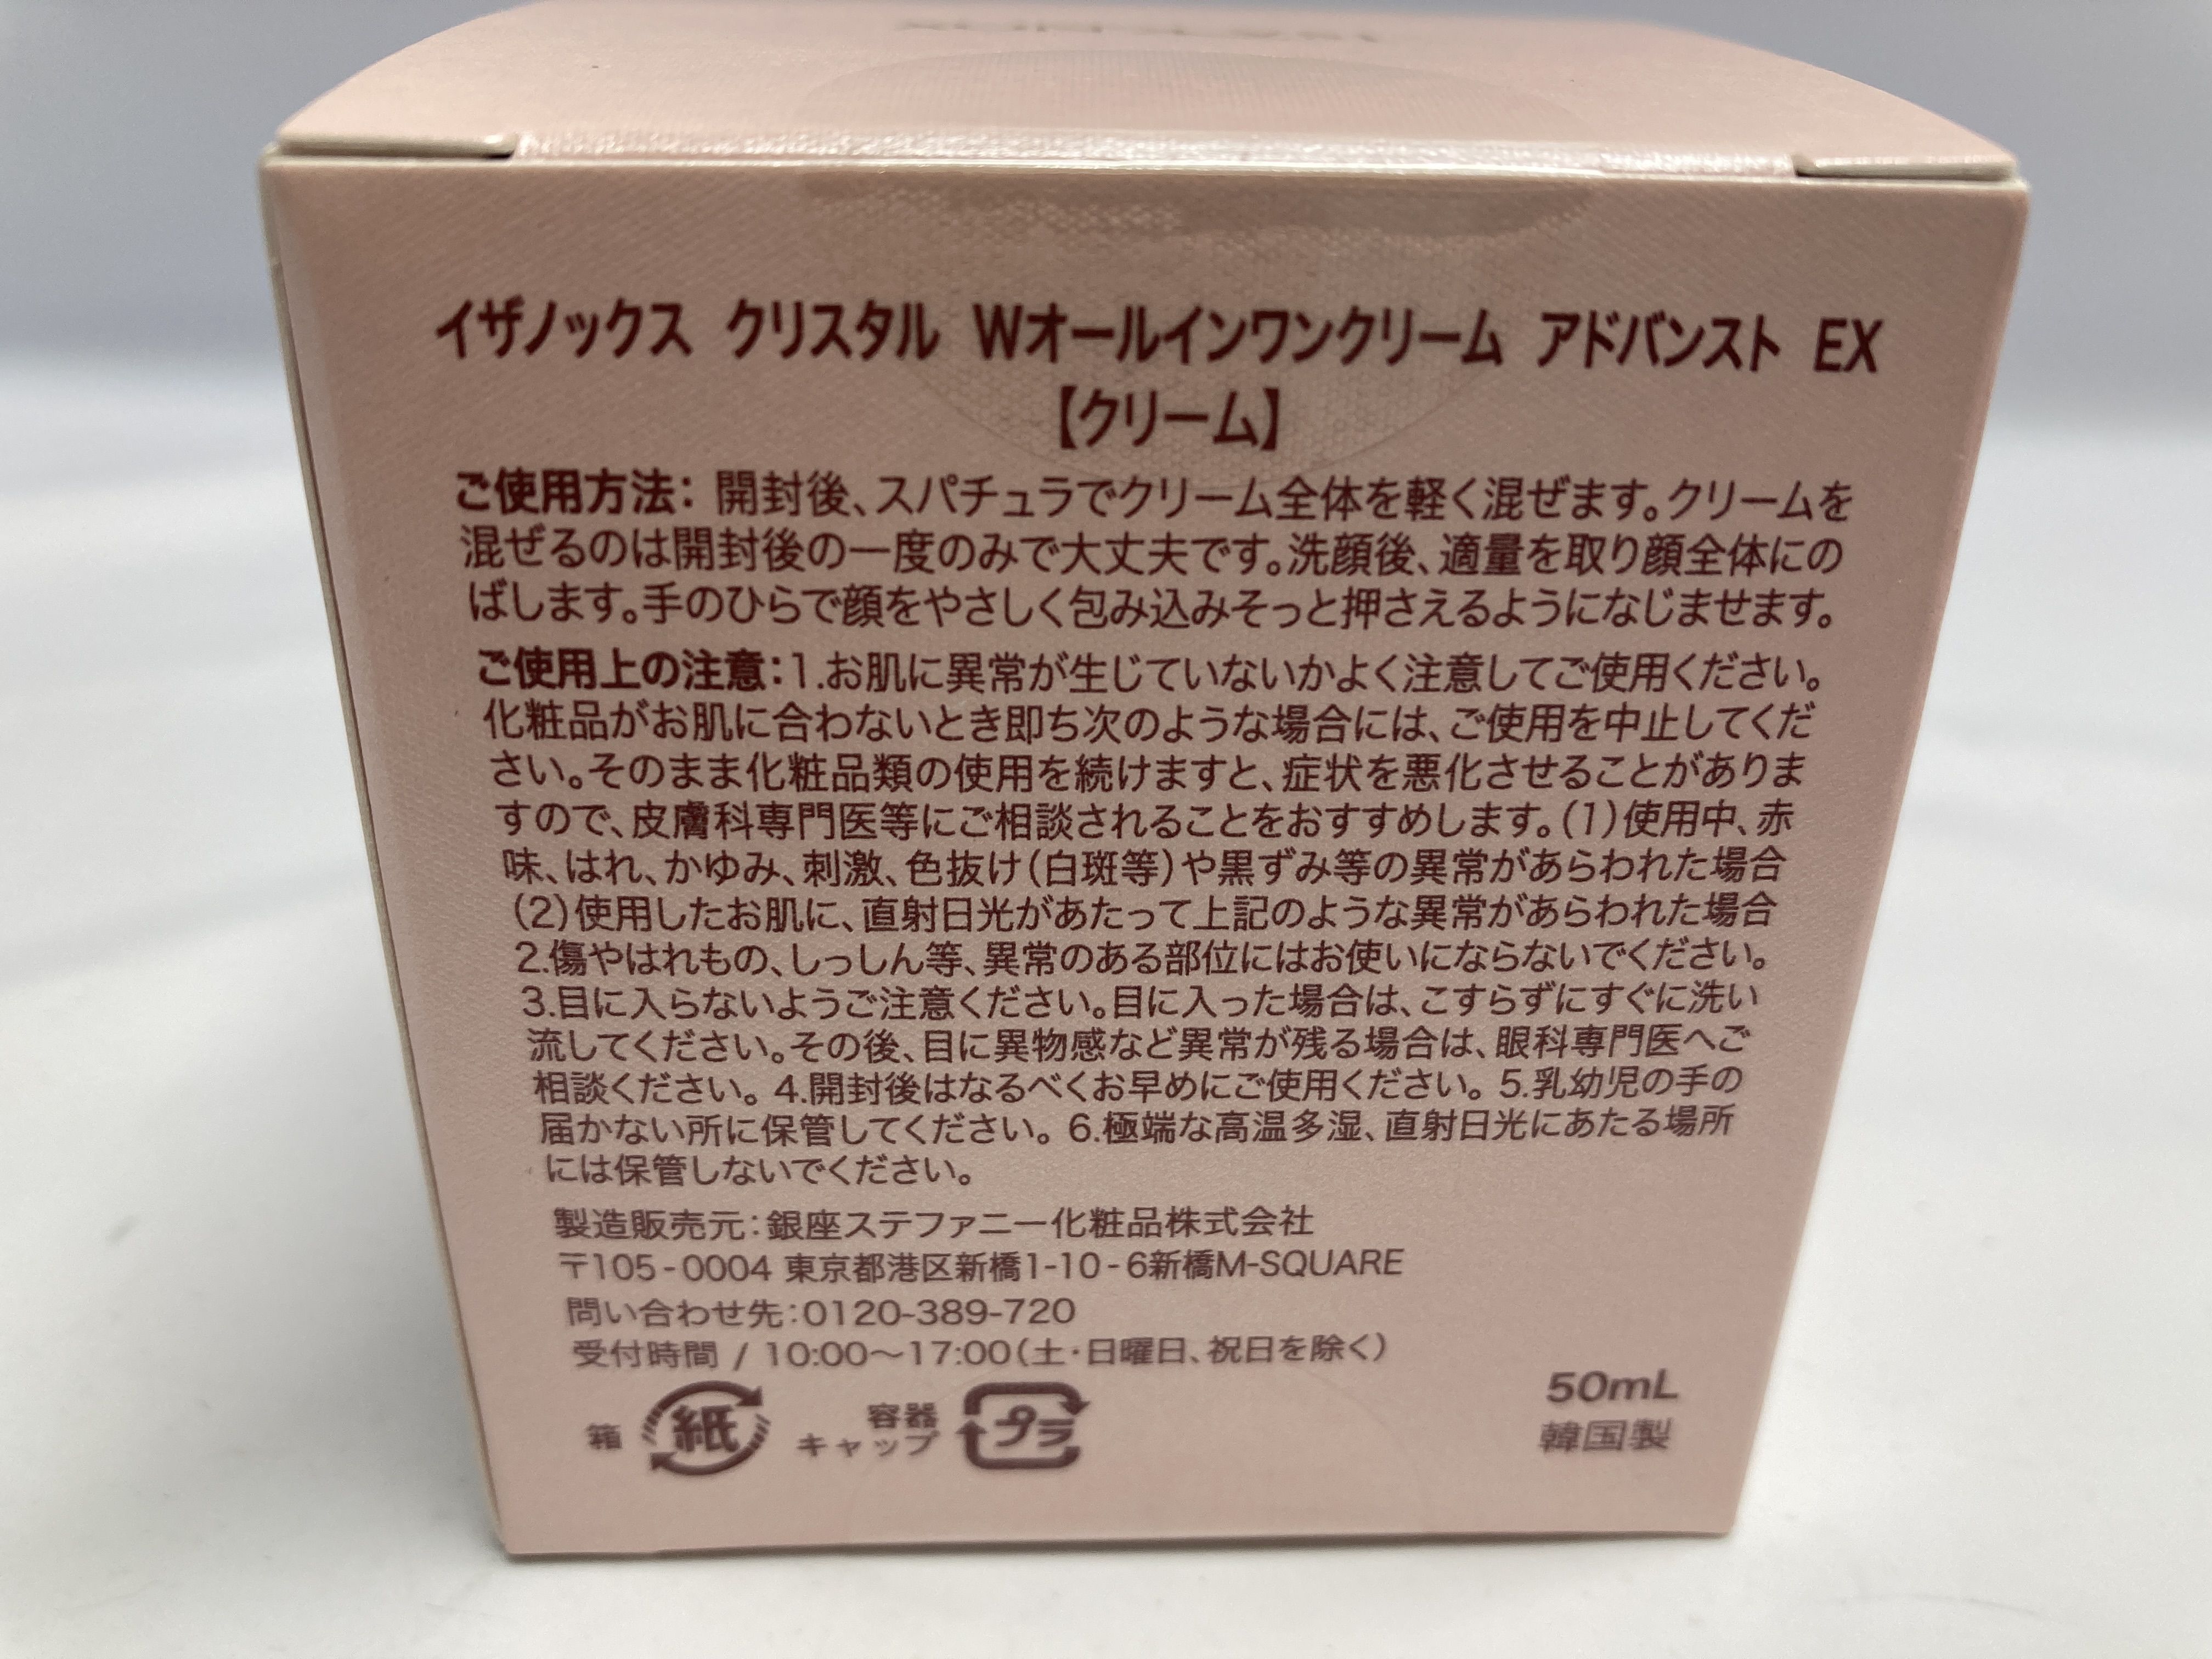 イザノックス クリスタル Wオールインワンクリーム アドバンスト EX
【クリーム】
ご使用方法：開封後、スパチュラでクリーム全体を軽く混ぜます。クリームを
混ぜるのは開封後の一度のみで大丈夫です。洗顔後、適量を取り顔全体にの
ばします。手のひらで顔をやさしく包み込みそっと押さえるようになじませます。
ご使用上の注意：1.お肌に異常が生じていないかよく注意してご使用ください。
化粧品がお肌に合わないとき即ち次のような場合には、ご使用を中止してくだ
さい。そのまま化粧品類の使用を続けますと、症状を悪化させることがありま
すので、皮膚科専門医等にご相談されることをおすすめします。（1）使用中、赤
味、はれ、かゆみ、刺激、色抜け（白斑等）や黒ずみ等の異常があらわれた場合
（2）使用したお肌に、直射日光があたって上記のような異常があらわれた場合
2.傷やはれもの、しっしん等、異常のある部位にはお使いにならないでください。
3.目に入らないようご注意ください。目に入った場合は、こすらずにすぐに洗い
流してください。その後、目に異物感など異常が残る場合は、眼科専門医へご
相談ください。4.開封後はなるべくお早めにご使用ください。5.乳幼児の手の
届かない所に保管してください。6.極端な高温多湿、直射日光にあたる場所
には保管しないでください。
製造販売元：銀座ステファニー化粧品株式会社
〒105-0004 東京都港区新橋1-10-6新橋M-SQUARE
問い合わせ先：0120-389-720
受付時間 / 10:00～17:00（土・日曜日、祝日を除く）
箱 紙 容器 キャップ プラ
50mL
韓国製